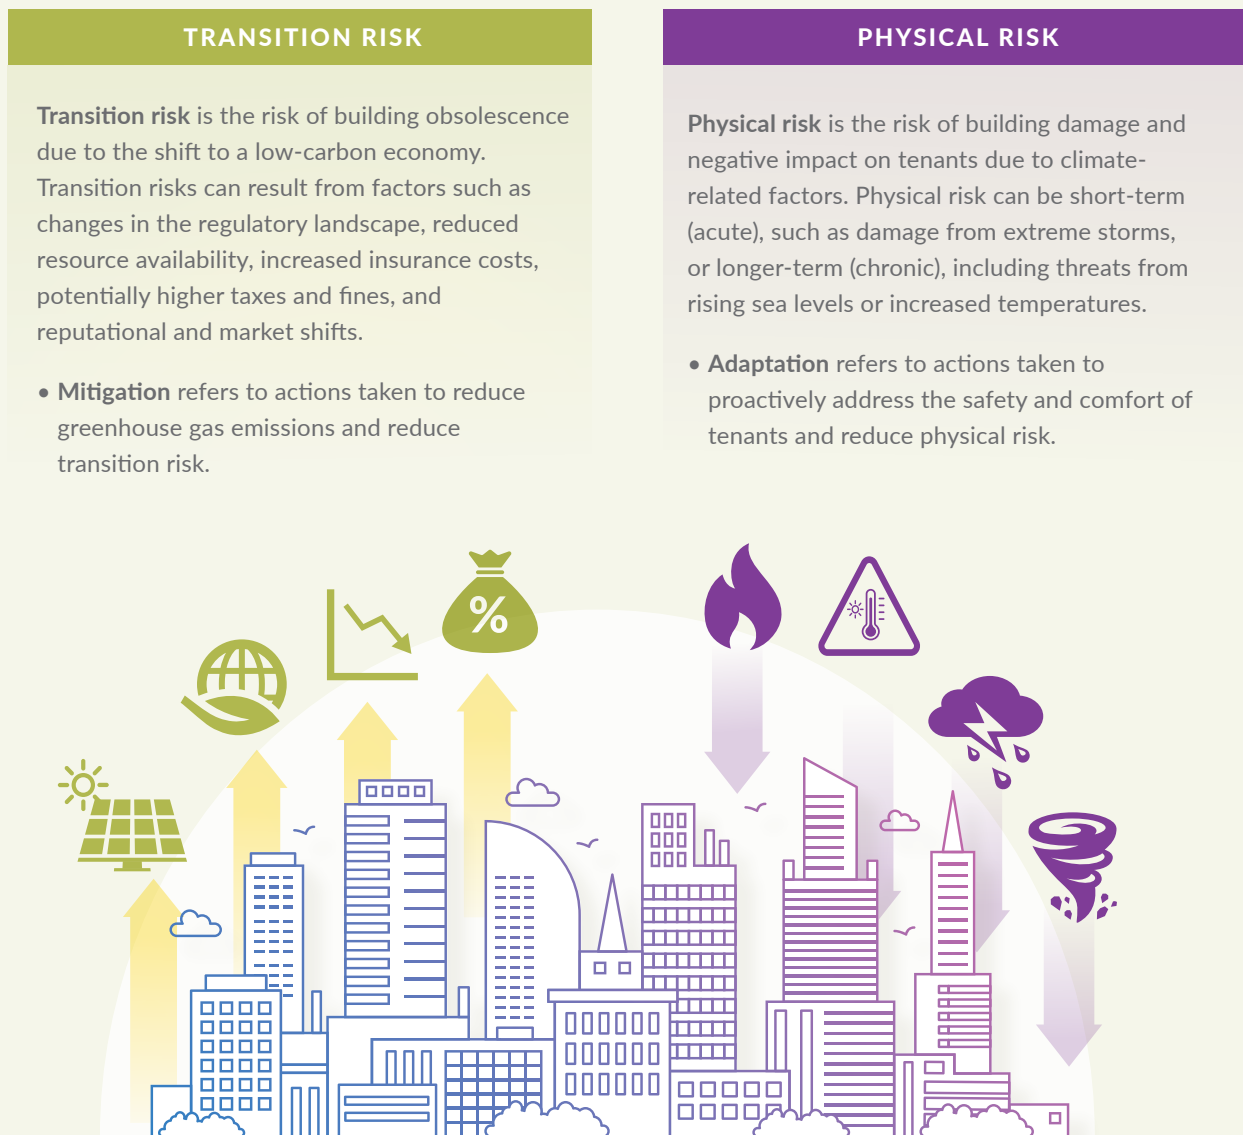 TRANSITION RISK
Transition risk is the risk of building obsolescence
due to the shift to a low-carbon economy.
Transition risks can result from factors such as
changes in the regulatory landscape, reduced
resource availability, increased insurance costs,
potentially higher taxes and fines, and
reputational and market shifts.
• Mitigation refers to actions taken to reduce
greenhouse gas emissions and reduce
transition risk.
PHYSICAL RISK
Physical risk is the risk of building damage and
negative impact on tenants due to climate-
related factors. Physical risk can be short-term
(acute), such as damage from extreme storms,
or longer-term (chronic), including threats from
rising sea levels or increased temperatures.
• Adaptation refers to actions taken to
proactively address the safety and comfort of
tenants and reduce physical risk.
%